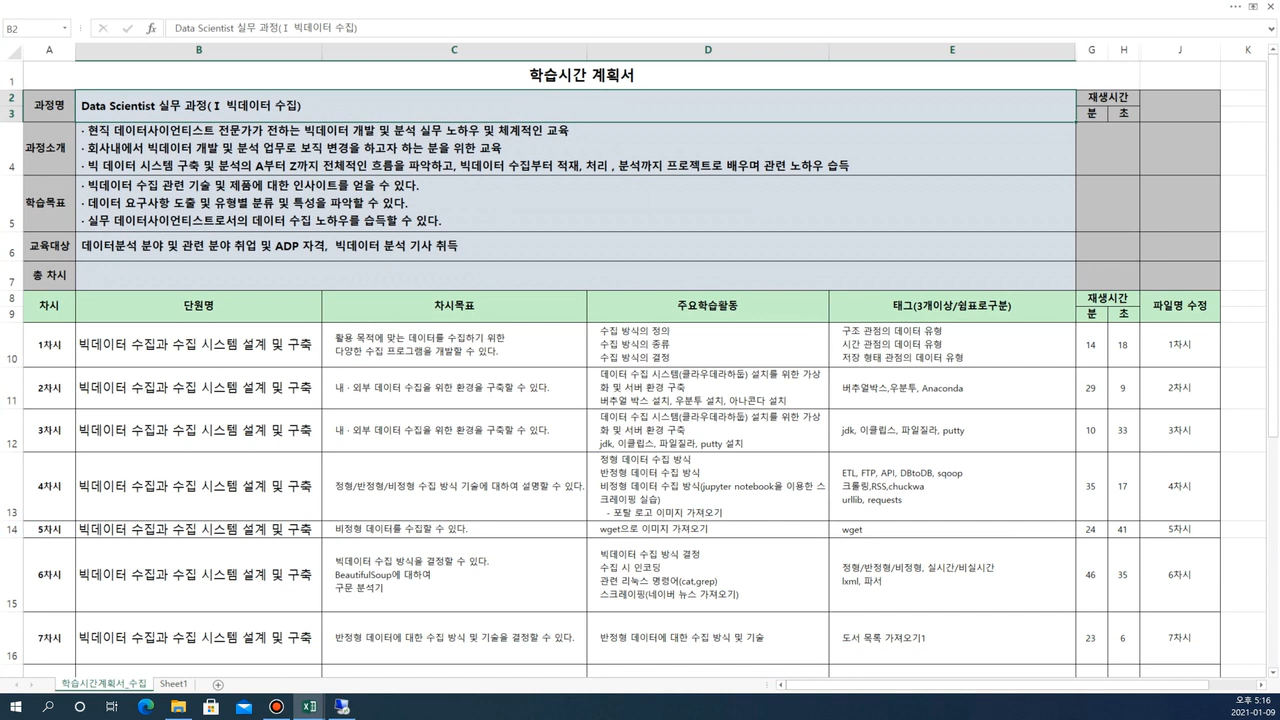 B2
fx
Data Scientist 실무 과정(Ⅰ 빅데이터 수집)
A B C D E G H J K
1 학습시간 계획서
2 과정명 Data Scientist 실무 과정(Ⅰ 빅데이터 수집) 재생시간
3 분 초
· 현직 데이터사이언티스트 전문가가 전하는 빅데이터 개발 및 분석 실무 노하우 및 체계적인 교육
과정소개 · 회사내에서 빅데이터 개발 및 분석 업무로 보직 변경을 하고자 하는 분을 위한 교육
4 · 빅 데이터 시스템 구축 및 분석의 A부터 Z까지 전체적인 흐름을 파악하고, 빅데이터 수집부터 적재, 처리 , 분석까지 프로젝트로 배우며 관련 노하우 습득
· 빅데이터 수집 관련 기술 및 제품에 대한 인사이트를 얻을 수 있다.
학습목표 · 데이터 요구사항 도출 및 유형별 분류 및 특성을 파악할 수 있다.
5 · 실무 데이터사이언티스트로서의 데이터 수집 노하우를 습득할 수 있다.
6 교육대상 데이터분석 분야 및 관련 분야 취업 및 ADP 자격, 빅데이터 분석 기사 취득
7 총 차시
8 차시 단원명 차시목표 주요학습활동 태그(3개이상/쉼표로구분) 재생시간 파일명 수정
9 분 초
10 1차시 빅데이터 수집과 수집 시스템 설계 및 구축
활용 목적에 맞는 데이터를 수집하기 위한
다양한 수집 프로그램을 개발할 수 있다.
수집 방식의 정의
수집 방식의 종류
수집 방식의 결정
구조 관점의 데이터 유형
시간 관점의 데이터 유형
저장 형태 관점의 데이터 유형
14 18 1차시
11 2차시 빅데이터 수집과 수집 시스템 설계 및 구축
내ㆍ외부 데이터 수집을 위한 환경을 구축할 수 있다.
데이터 수집 시스템(클라우데라하둡) 설치를 위한 가상
화 및 서버 환경 구축
버추얼 박스 설치, 우분투 설치, 아나콘다 설치
버추얼박스,우분투, Anaconda
29 9 2차시
12 3차시 빅데이터 수집과 수집 시스템 설계 및 구축
내ㆍ외부 데이터 수집을 위한 환경을 구축할 수 있다.
데이터 수집 시스템(클라우데라하둡) 설치를 위한 가상
화 및 서버 환경 구축
jdk, 이클립스, 파일질라, putty 설치
jdk, 이클립스, 파일질라, putty
10 33 3차시
13 4차시 빅데이터 수집과 수집 시스템 설계 및 구축
정형/반정형/비정형 수집 방식 기술에 대하여 설명할 수 있다.
정형 데이터 수집 방식
반정형 데이터 수집 방식
비정형 데이터 수집 방식(jupyter notebook을 이용한 스
크레이핑 실습)
- 포탈 로고 이미지 가져오기
ETL, FTP, API, DBtoDB, sqoop
크롤링,RSS,chuckwa
urllib, requests
35 17 4차시
14 5차시 빅데이터 수집과 수집 시스템 설계 및 구축 비정형 데이터를 수집할 수 있다. wget으로 이미지 가져오기 wget 24 41 5차시
15 6차시 빅데이터 수집과 수집 시스템 설계 및 구축
빅데이터 수집 방식을 결정할 수 있다.
BeautifulSoup에 대하여
구문 분석기
빅데이터 수집 방식 결정
수집 시 인코딩
관련 리눅스 명령어(cat,grep)
스크레이핑(네이버 뉴스 가져오기)
정형/반정형/비정형, 실시간/비실시간
lxml, 파서
46 35 6차시
16 7차시 빅데이터 수집과 수집 시스템 설계 및 구축 반정형 데이터에 대한 수집 방식 및 기술을 결정할 수 있다. 반정형 데이터에 대한 수집 방식 및 기술 도서 목록 가져오기1 23 6 7차시
학습시간계획서_수집 Sheet1
오후 5:16
2021-01-09